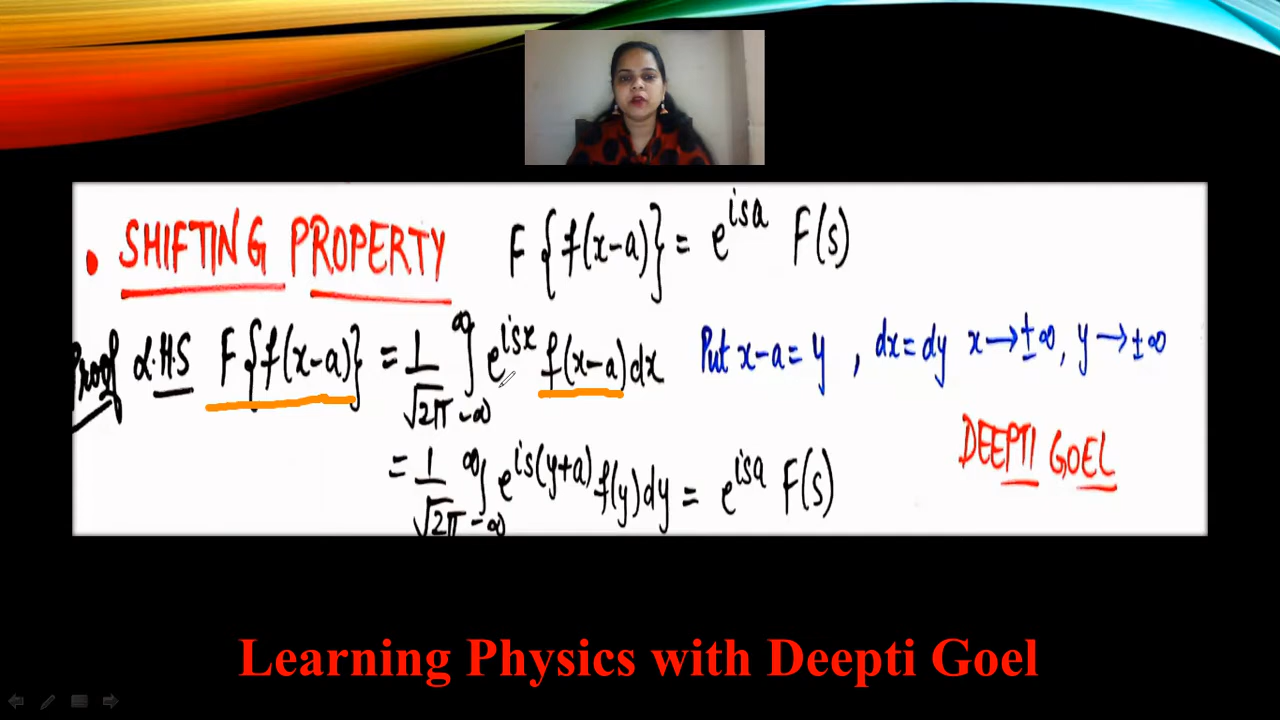 • SHIFTING PROPERTY F{f(x-a)} = e^{isa} F(s)
Proof L.H.S F{f(x-a)} = 1/√2π ∫_{-∞}^{∞} e^{isx} f(x-a) dx Put x-a = y , dx = dy x → ±∞, y → ±∞
= 1/√2π ∫_{-∞}^{∞} e^{is(y+a)} f(y) dy = e^{isa} F(s)
DEEPTI GOEL
Learning Physics with Deepti Goel